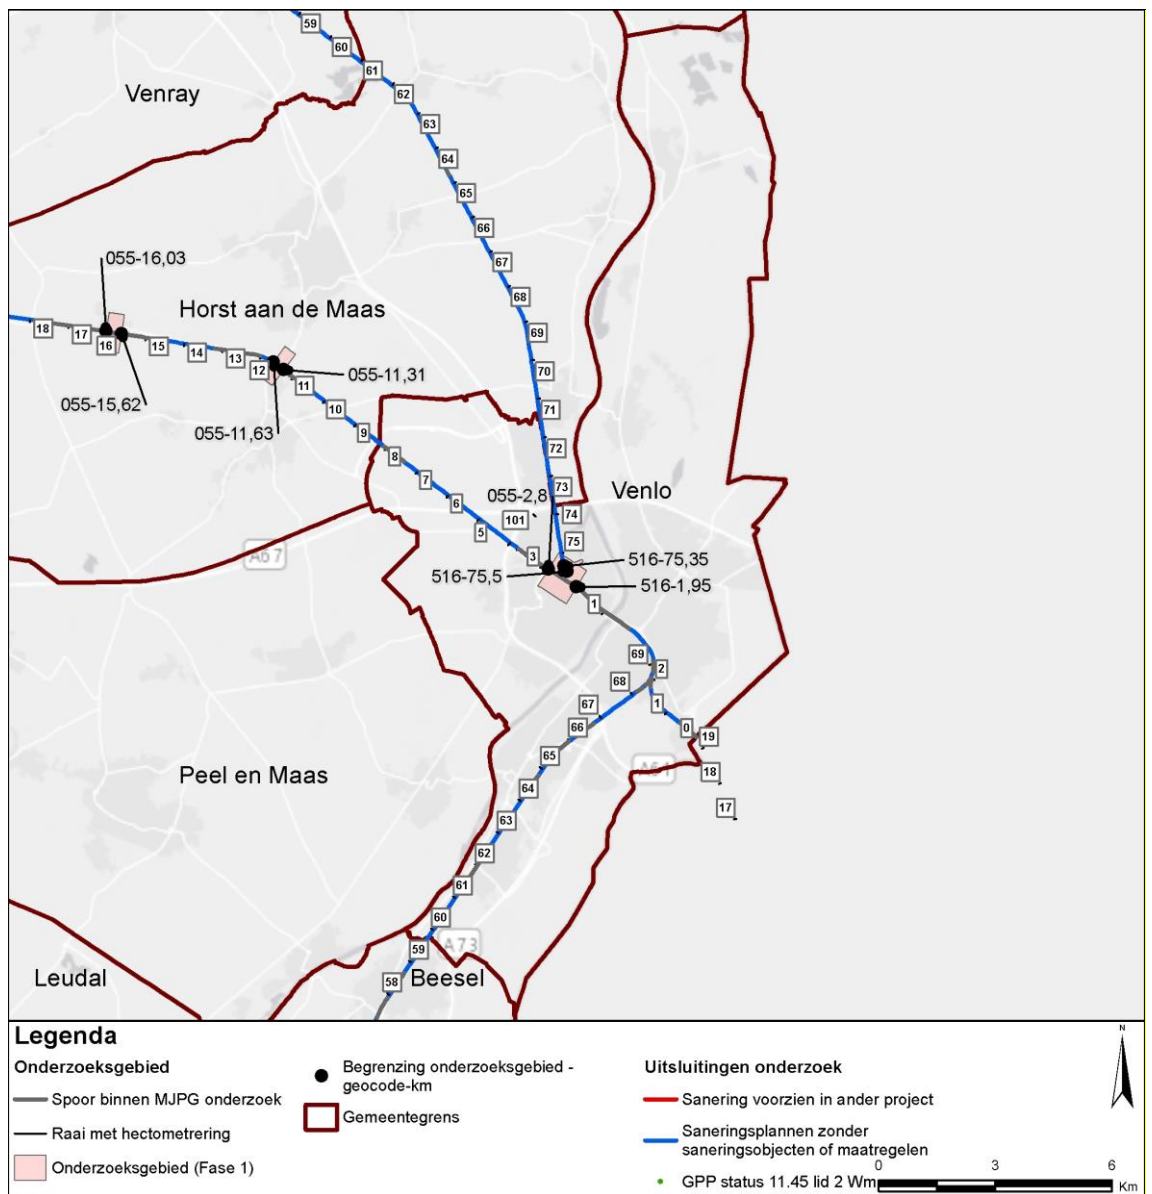 59
60
61
62
Venray
63
64
65
66
67
055-16,03
68
Horst aan de Maas
18
17
16
15
14
13
12
69
70
055-11,31
11
055-15,62
10
71
055-11,63
9
72
8
7
73
Venlo
055-2,8
6
101
74
5
75
A67
3
516-75,35
516-75,5
516-1,95
1
69
2
68
67
1
66
0
19
65
18
Peel en Maas
64
17
63
62
61
60
A73
59
Leudal
58
Beesel
Legenda
Onderzoeksgebied
Spoor binnen MJPG onderzoek
Raai met hectometrering
Onderzoeksgebied (Fase 1)
Begrenzing onderzoeksgebied -
geocode-km
Gemeentegrens
Uitsluitingen onderzoek
Sanering voorzien in ander project
Saneringsplannen zonder
saneringsobjecten of maatregelen
GPP status 11.45 lid 2 Wm
N
0 3 6
Km